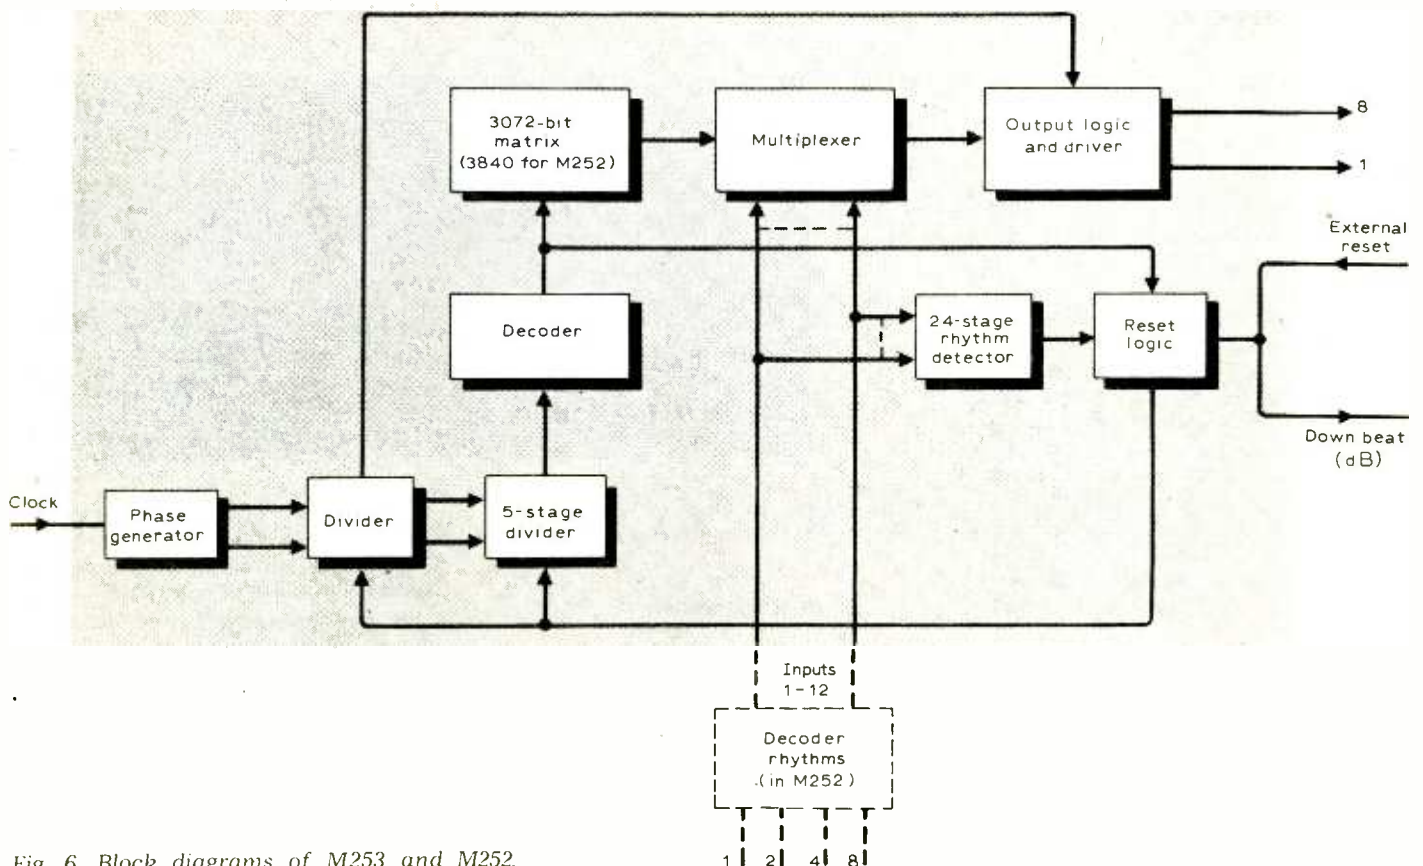 3072-bit
matrix
(3840 for M252)
Multiplexer
Output logic
and driver
8
1
External
reset
Decoder
24-stage
rhythm
detector
Reset
logic
Down beat
(dB)
Clock
Phase
generator
Divider
5-stage
divider
Inputs
1-12
Decoder
rhythms
(in M252)
1 2 4 8
Fig. 6. Block diagrams of M253 and M252.